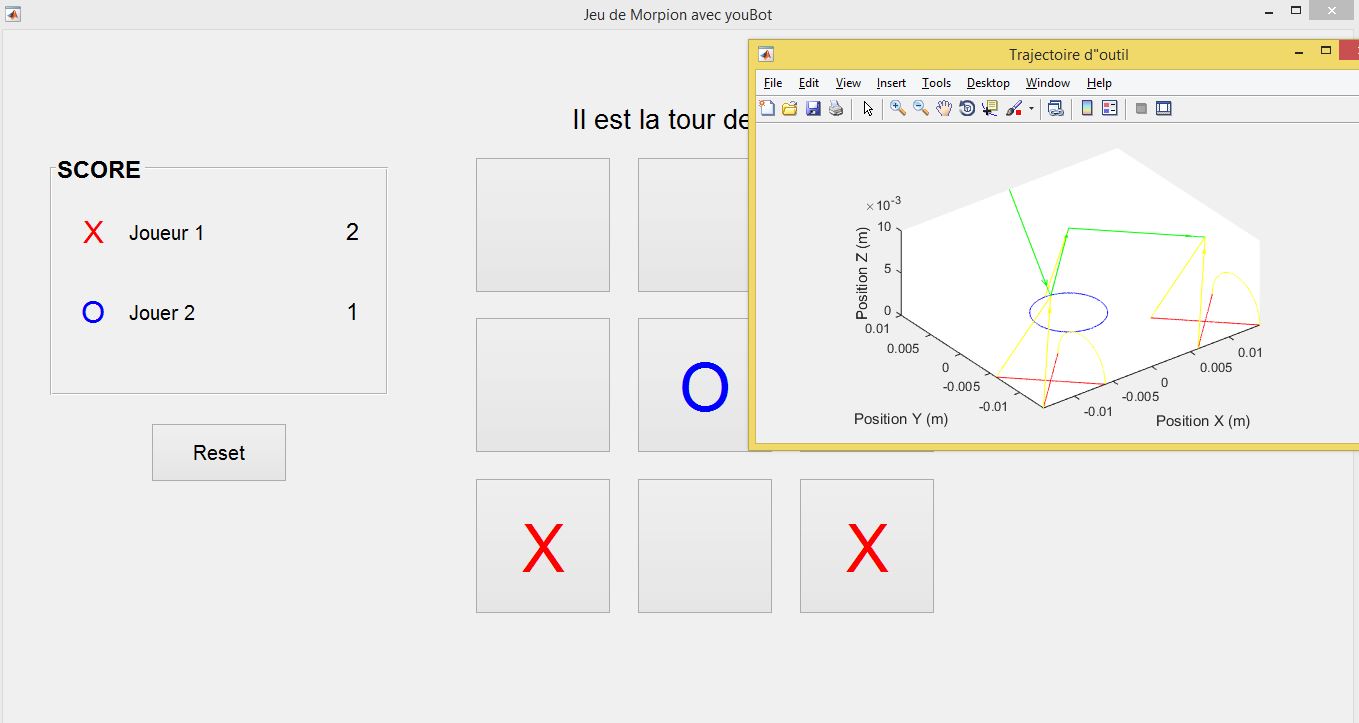 Jeu de Morpion avec youBot
Il est la tour de
SCORE
X Joueur 1 2
O Jouer 2 1
Reset
O
X X
Trajectoire d"outil
File Edit View Insert Tools Desktop Window Help
×10-3
10
5
0
Position Z (m)
0.01
0.005
0
-0.005
-0.01
Position Y (m)
0.01
0.005
0
-0.005
-0.01
Position X (m)